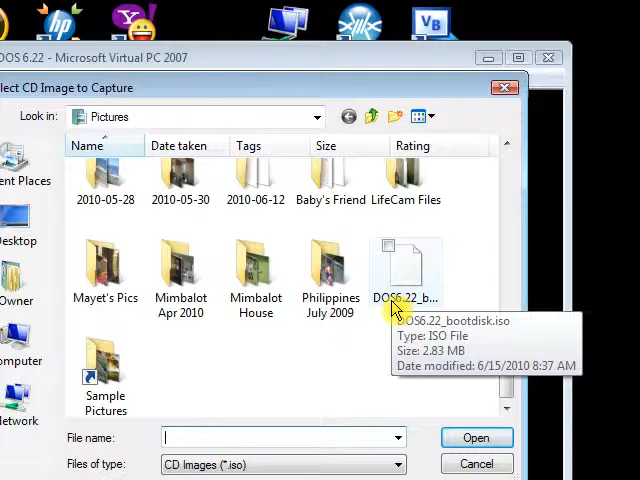 hp
Y!
VB
DOS 6.22 - Microsoft Virtual PC 2007
elect CD Image to Capture
Look in: Pictures
Name Date taken Tags Size Rating
ent Places
2010-05-28 2010-05-30 2010-06-12 Baby's Friend LifeCam Files
Desktop
Owner
Mayet's Pics Mimbalot Mimbalot Philippines DOS6.22_b...
Apr 2010 House July 2009
DOS6.22_bootdisk.iso
Type: ISO File
Size: 2.83 MB
Date modified: 6/15/2010 8:37 AM
omputer
Sample
Pictures
Network
File name: Open
Files of type: CD Images (*.iso) Cancel